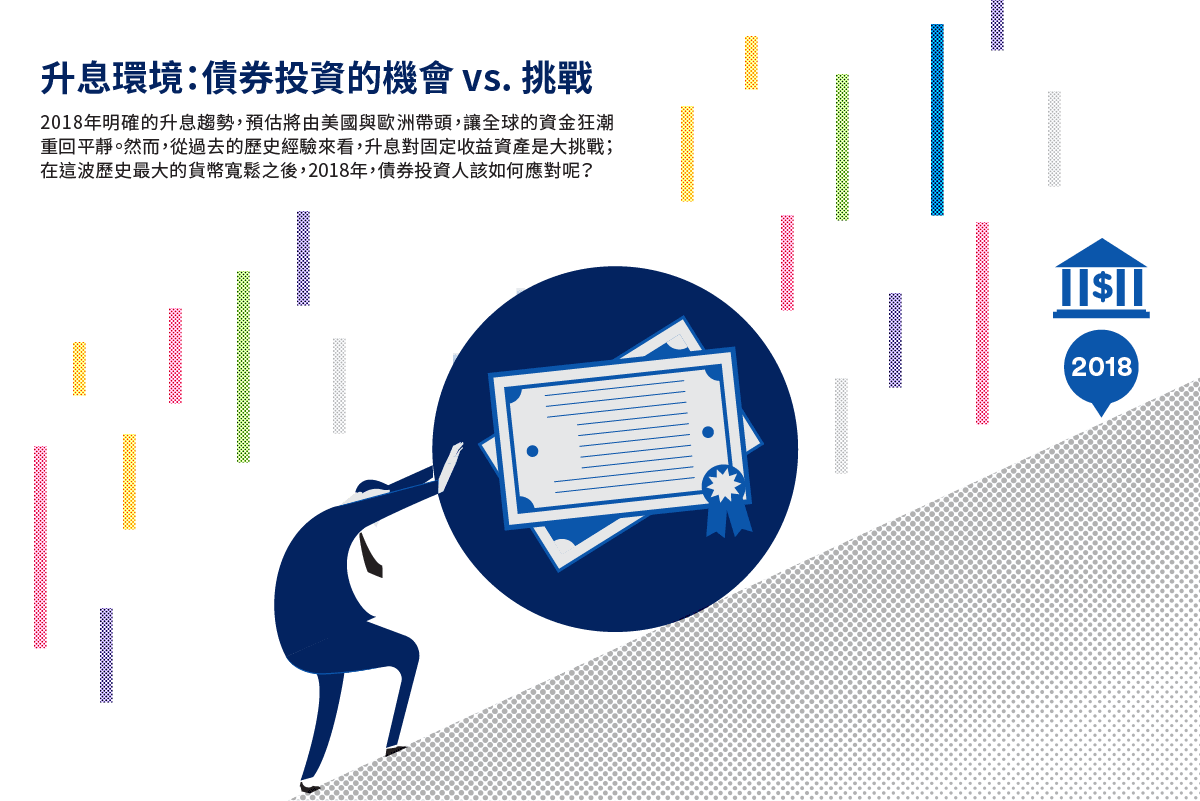 升息環境：債券投資的機會 vs. 挑戰
2018年明確的升息趨勢，預估將由美國與歐洲帶頭，讓全球的資金狂潮
重回平靜。然而，從過去的歷史經驗來看，升息對固定收益資產是大挑戰；
在這波歷史最大的貨幣寬鬆之後，2018年，債券投資人該如何應對呢？
$
2018